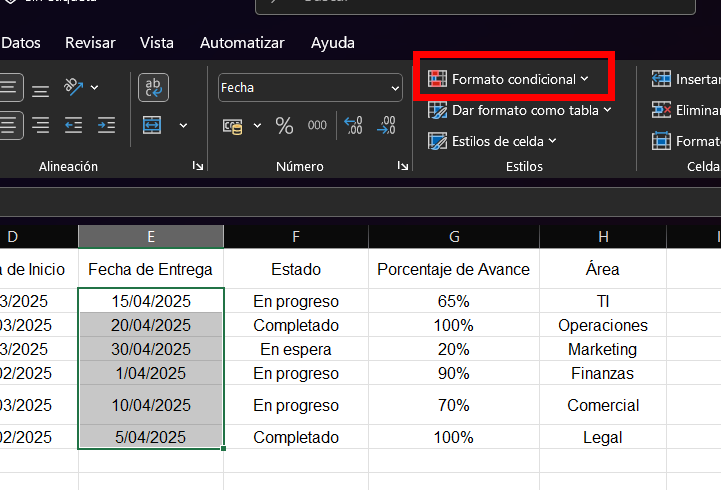 Datos Revisar Vista Automatizar Ayuda
ab
Fecha
Formato condicional
Insertar
% 000
Dar formato como tabla
Eliminar
Estilos de celda
Formato
Alineación Número Estilos Celda
D E F G H I
de Inicio Fecha de Entrega Estado Porcentaje de Avance Área
3/2025 15/04/2025 En progreso 65% TI
03/2025 20/04/2025 Completado 100% Operaciones
3/2025 30/04/2025 En espera 20% Marketing
02/2025 1/04/2025 En progreso 90% Finanzas
03/2025 10/04/2025 En progreso 70% Comercial
02/2025 5/04/2025 Completado 100% Legal